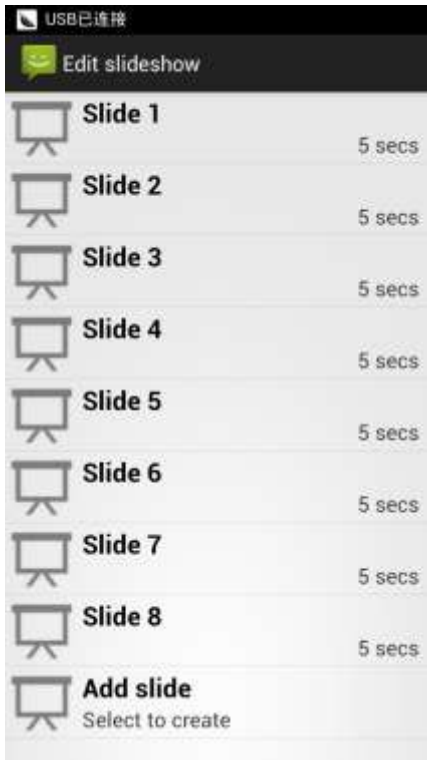 USB已连接
Edit slideshow
Slide 1
5 secs
Slide 2
5 secs
Slide 3
5 secs
Slide 4
5 secs
Slide 5
5 secs
Slide 6
5 secs
Slide 7
5 secs
Slide 8
5 secs
Add slide
Select to create